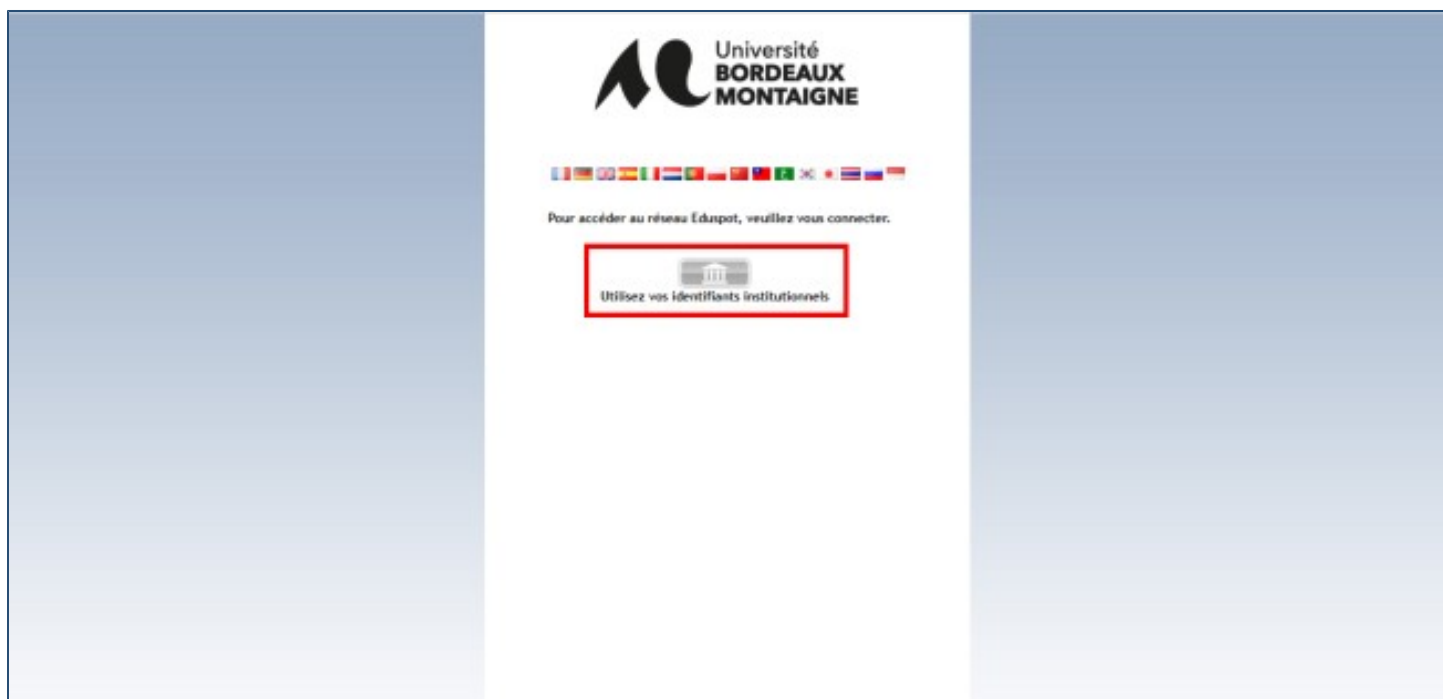 Université
BORDEAUX
MONTAIGNE
Pour accéder au réseau Eduspot, veuillez vous connecter.
Utilisez vos identifiants institutionnels